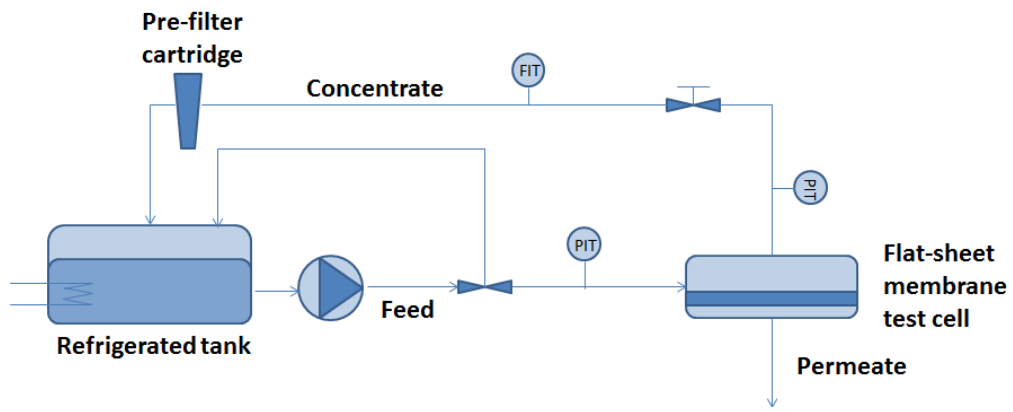 Pre-filter
cartridge
Concentrate
FIT
PIT
PIT
Feed
Refrigerated tank
Flat-sheet
membrane
test cell
Permeate